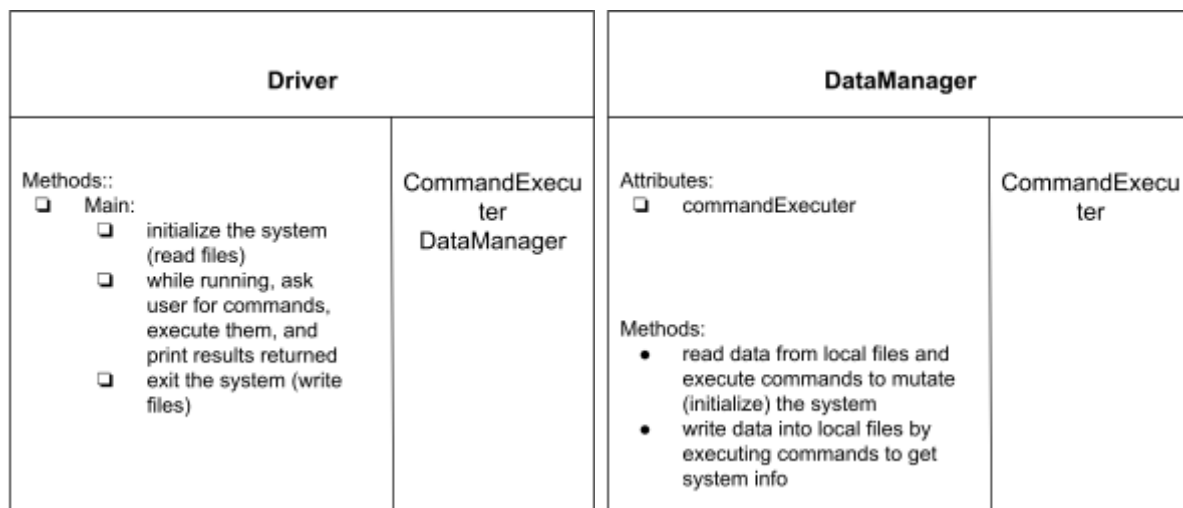 Driver
Methods::
❏ Main:
❏ initialize the system
(read files)
❏ while running, ask
user for commands,
execute them, and
print results returned
❏ exit the system (write
files)
CommandExecu
ter
DataManager
DataManager
Attributes:
❏ commandExecuter
Methods:
● read data from local files and
execute commands to mutate
(initialize) the system
● write data into local files by
executing commands to get
system info
CommandExecu
ter